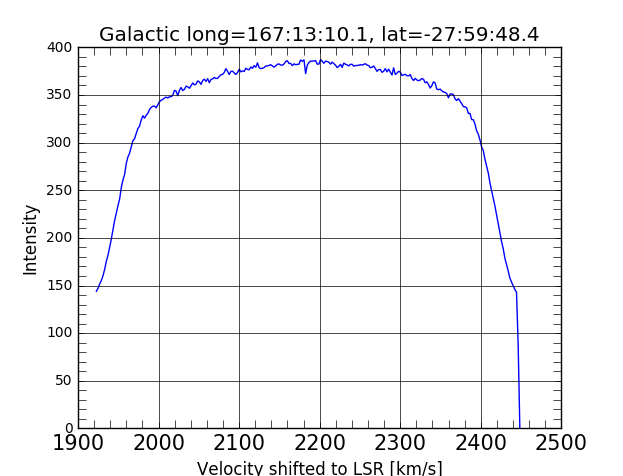 Galactic long=167:13:10.1, lat=-27:59:48.4
400
350
300
250
200
150
100
50
0
Intensity
1900 2000 2100 2200 2300 2400 2500
Velocity shifted to LSR [km/s]